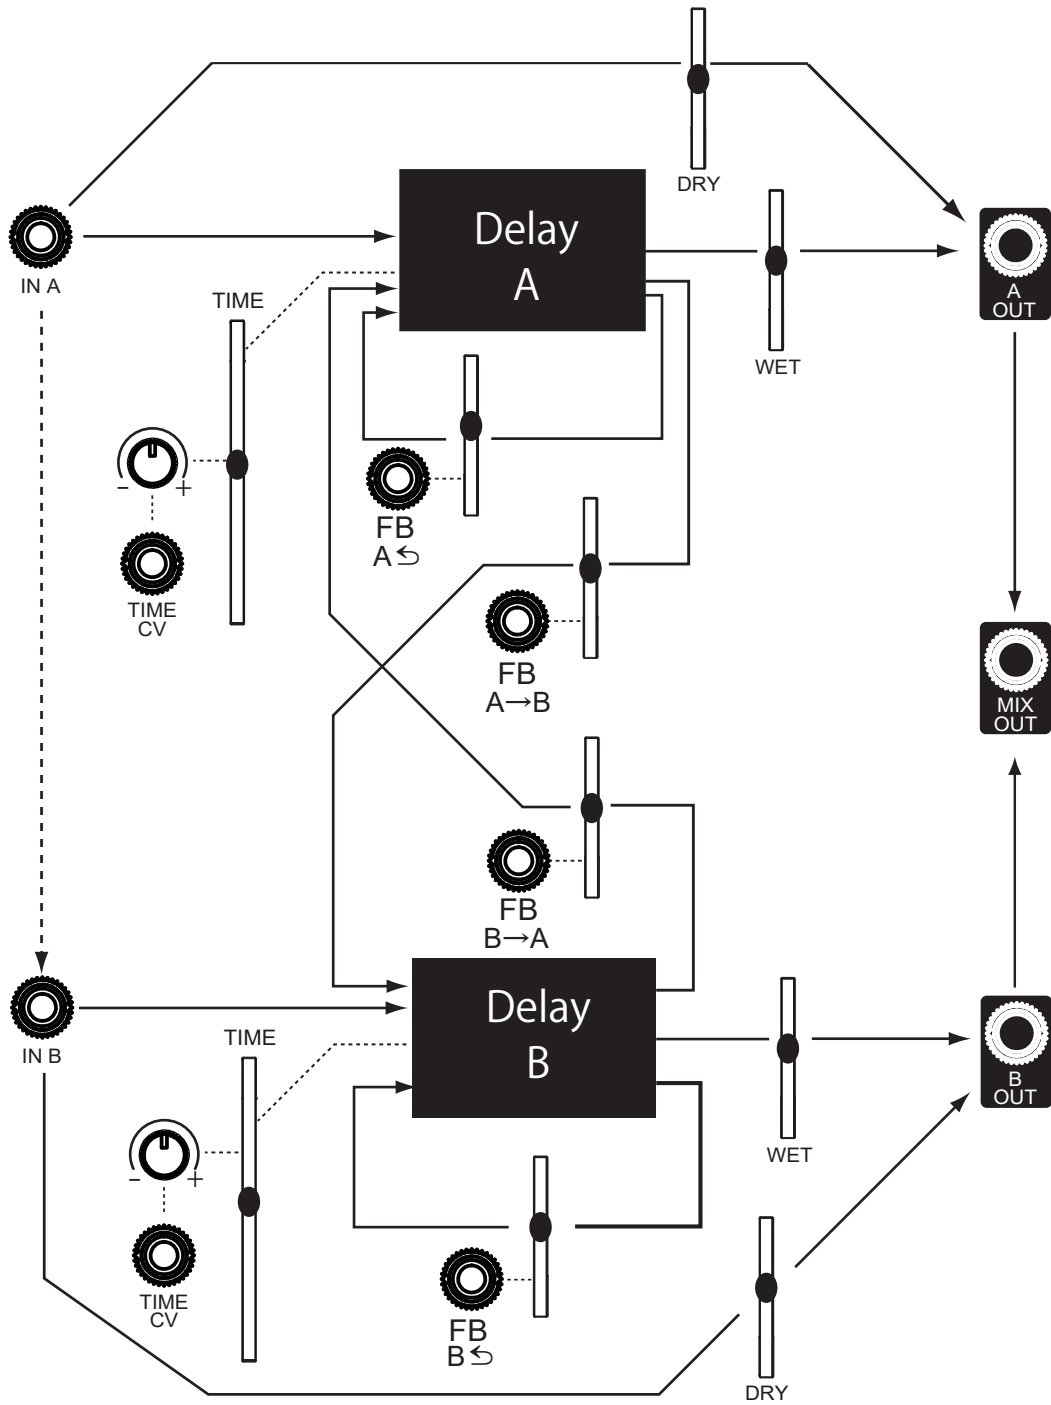 DRY
Delay
A
IN A
TIME
A
OUT
WET
- +
FB
A↩
TIME
CV
FB
A→B
MIX
OUT
FB
B→A
Delay
B
IN B
TIME
B
OUT
WET
- +
TIME
CV
FB
B↩
DRY